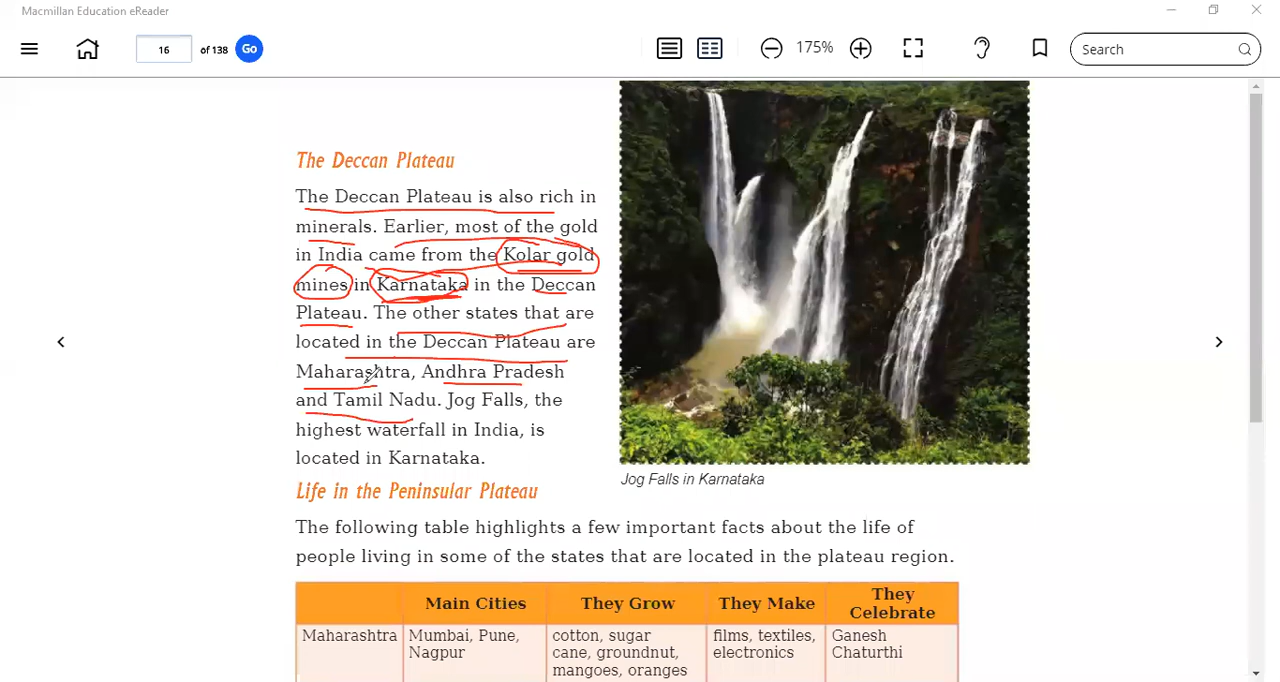 Macmillan Education eReader
16 of 138 Go 175% Search
The Deccan Plateau
The Deccan Plateau is also rich in
minerals. Earlier, most of the gold
in India came from the Kolar gold
mines in Karnataka in the Deccan
Plateau. The other states that are
located in the Deccan Plateau are
Maharashtra, Andhra Pradesh
and Tamil Nadu. Jog Falls, the
highest waterfall in India, is
located in Karnataka.
Jog Falls in Karnataka
Life in the Peninsular Plateau
The following table highlights a few important facts about the life of
people living in some of the states that are located in the plateau region.
Main Cities They Grow They Make They
Celebrate
Maharashtra Mumbai, Pune, cotton, sugar films, textiles, Ganesh
Nagpur cane, groundnut, electronics Chaturthi
mangoes, oranges